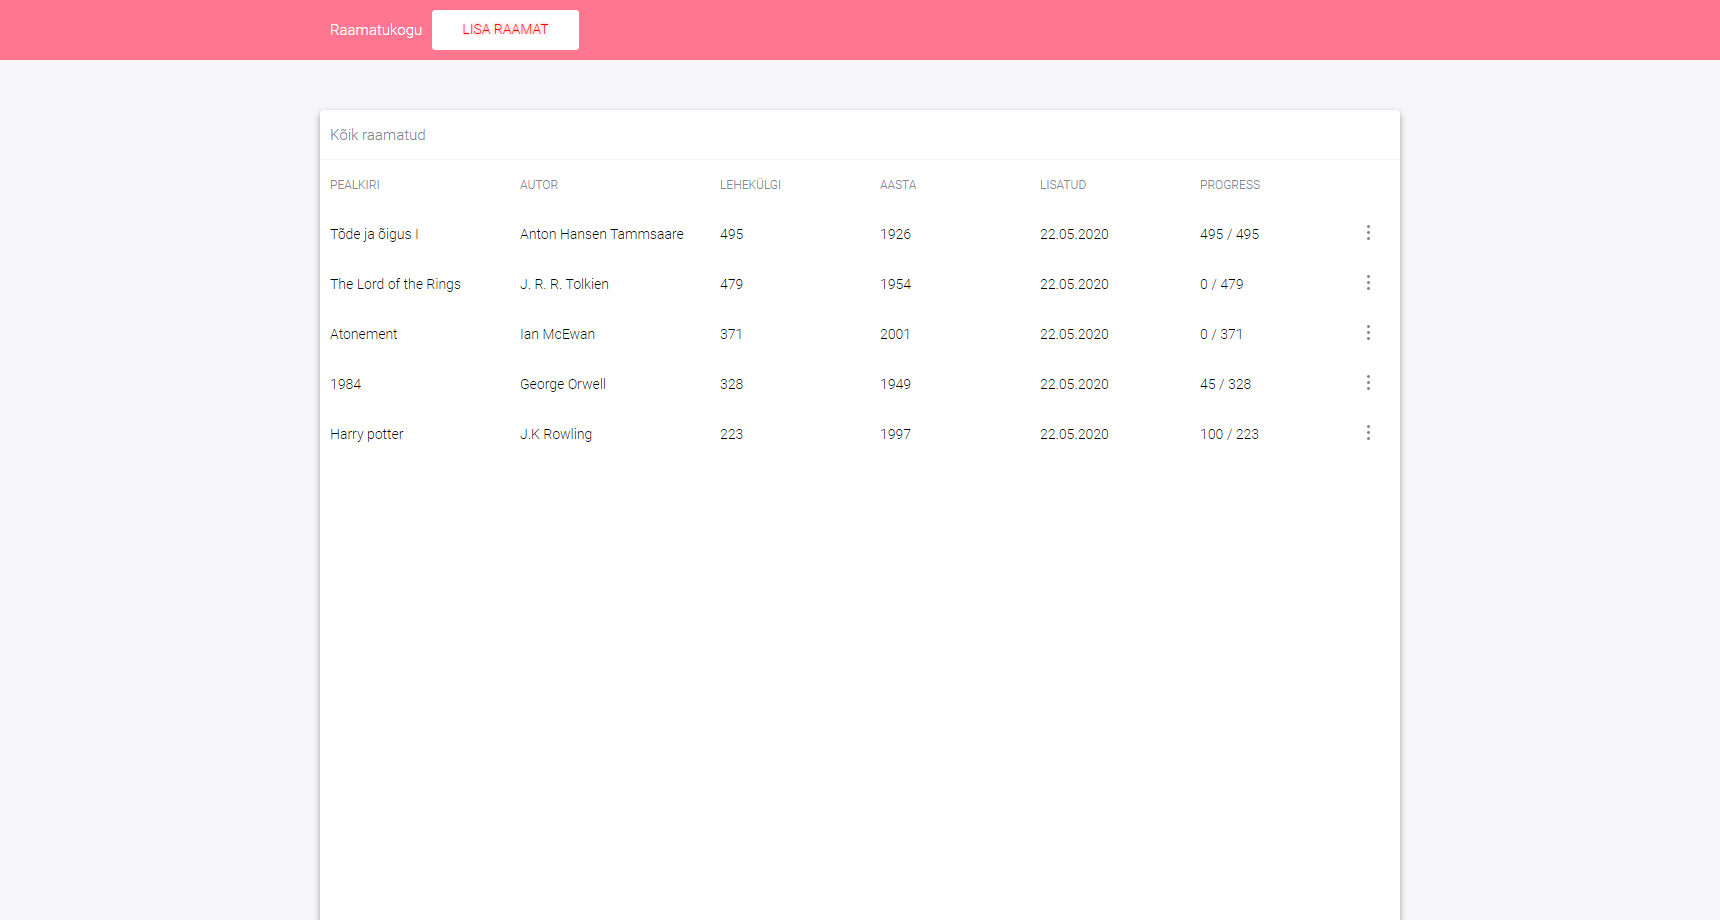 Raamatukogu LISA RAAMAT
Kõik raamatud
PEALKIRI AUTOR LEHEKÜLGI AASTA LISATUD PROGRESS
Tõde ja õigus I Anton Hansen Tammsaare 495 1926 22.05.2020 495 / 495
The Lord of the Rings J. R. R. Tolkien 479 1954 22.05.2020 0 / 479
Atonement Ian McEwan 371 2001 22.05.2020 0 / 371
1984 George Orwell 328 1949 22.05.2020 45 / 328
Harry potter J.K Rowling 223 1997 22.05.2020 100 / 223